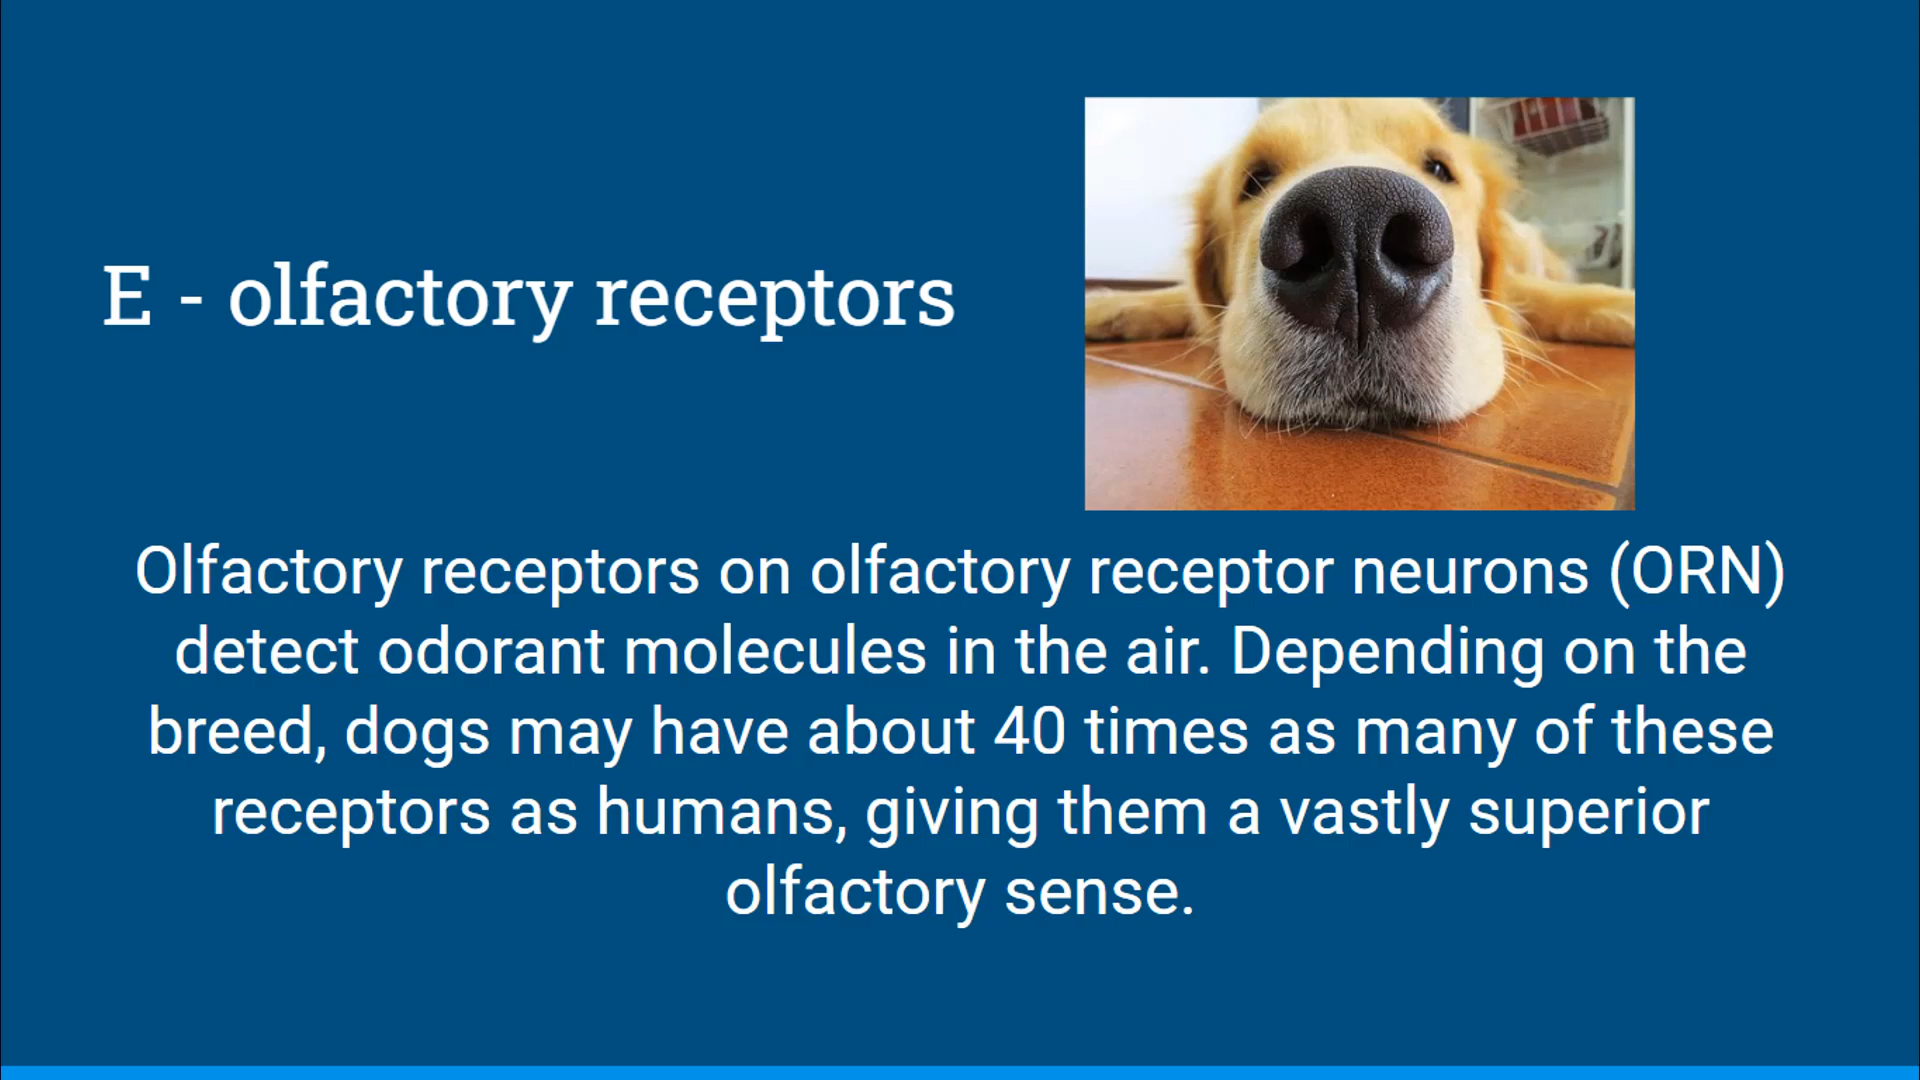 E - olfactory receptors
Olfactory receptors on olfactory receptor neurons (ORN)
detect odorant molecules in the air. Depending on the
breed, dogs may have about 40 times as many of these
receptors as humans, giving them a vastly superior
olfactory sense.